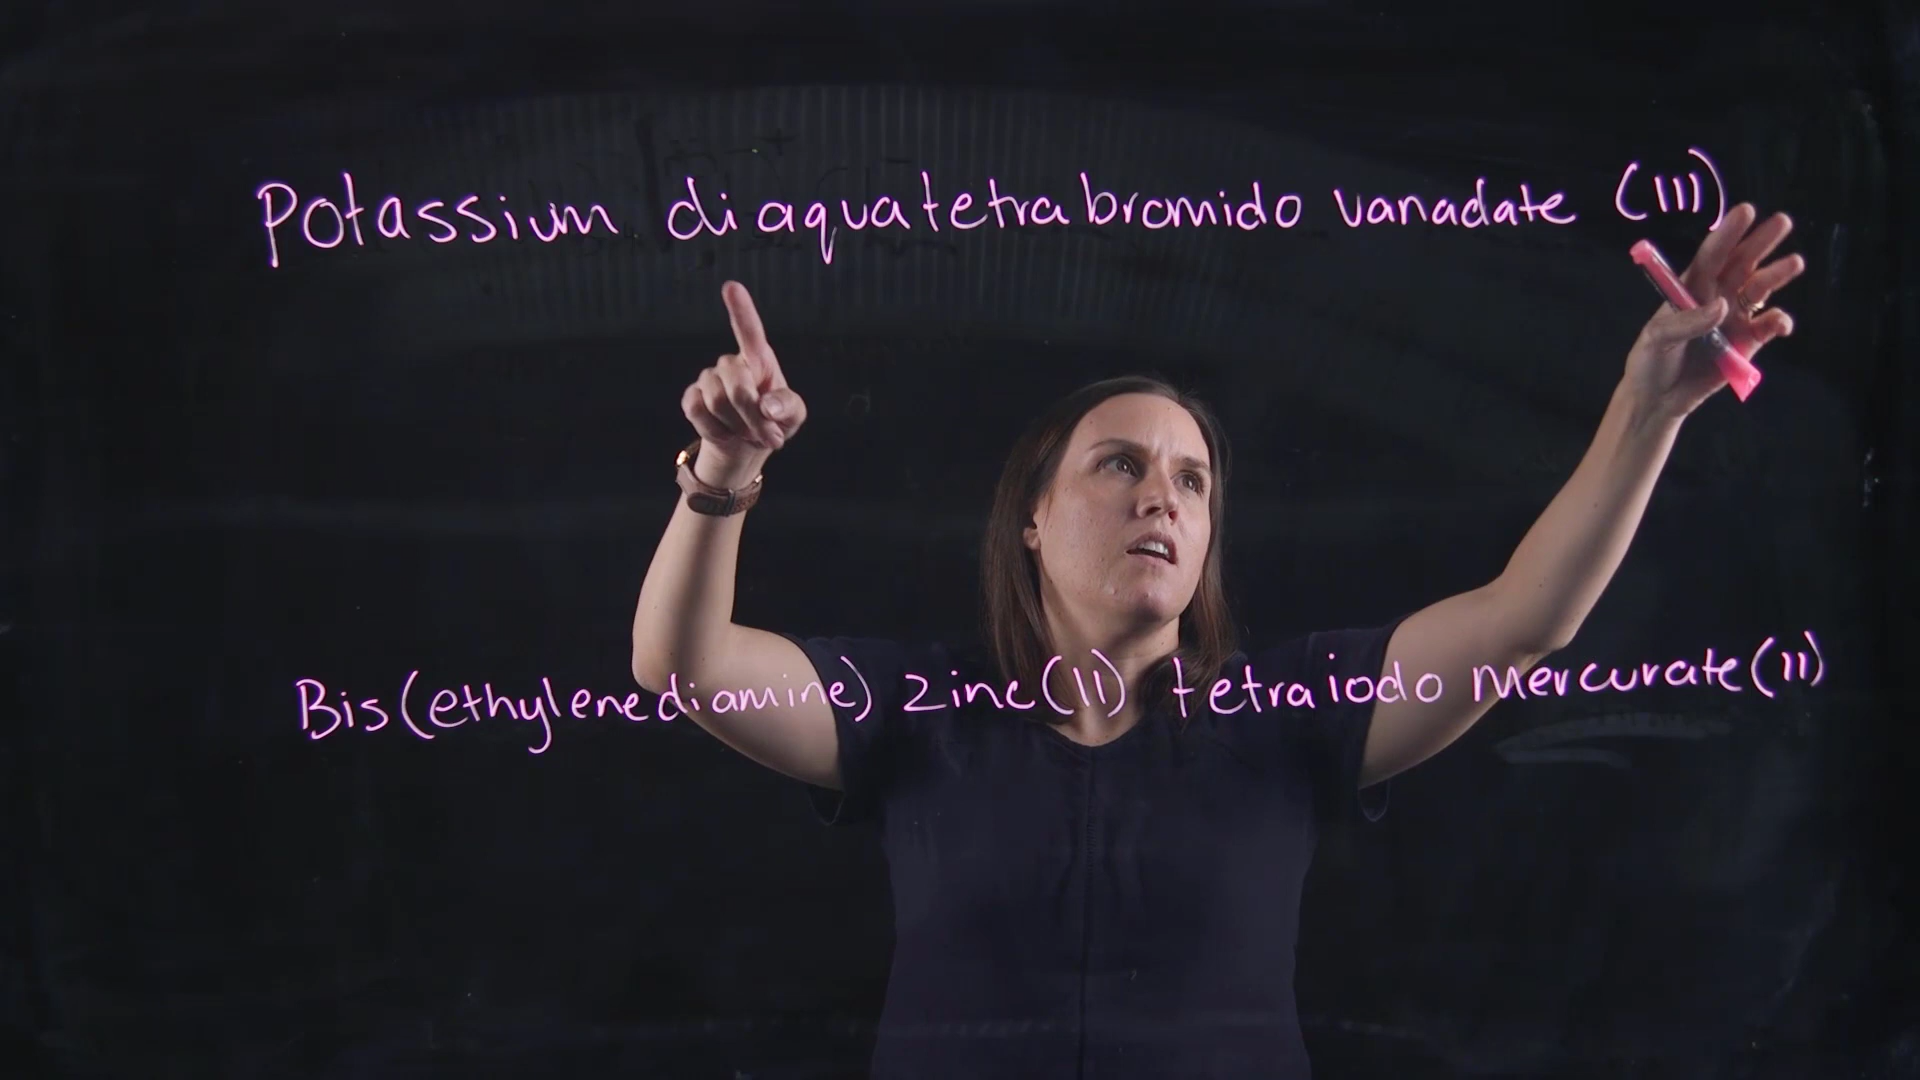 Potassium diaquatetrabromido vanadate (III)
Bis(ethylenediamine) zinc(II) tetraiodo mercurate(II)